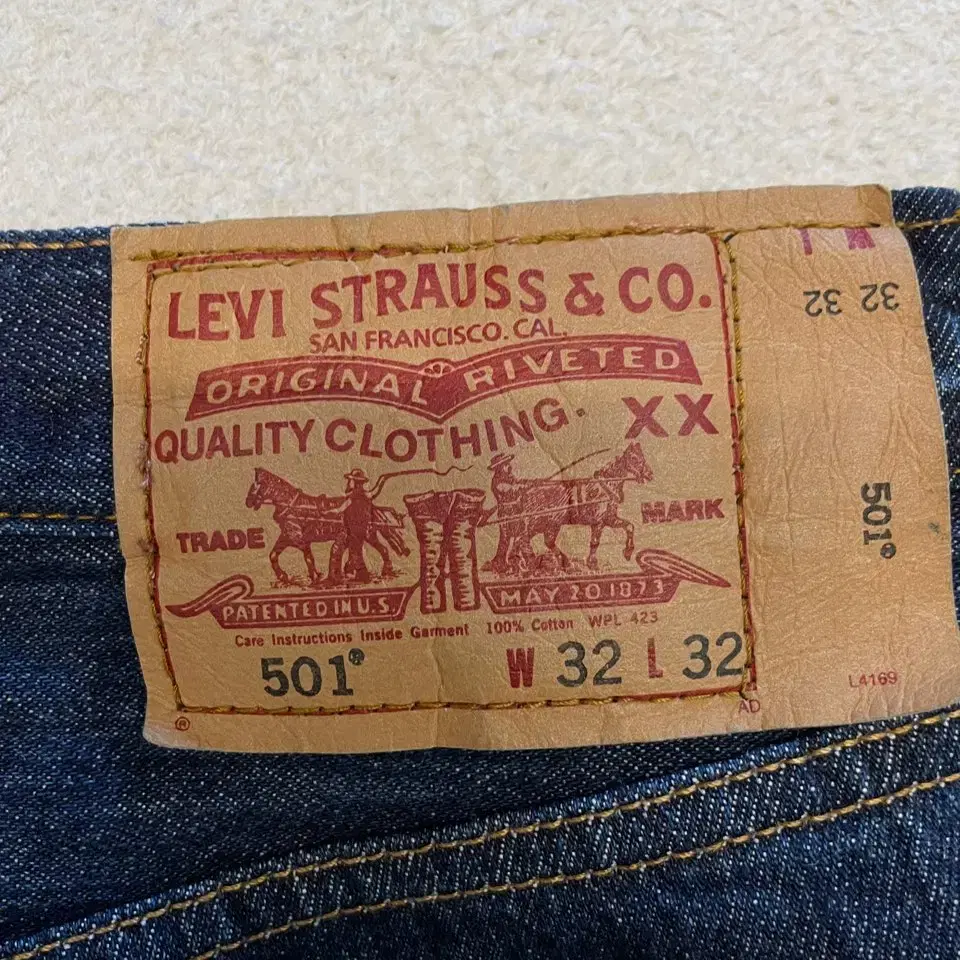 LEVI STRAUSS & CO.
SAN FRANCISCO. CAL.
ORIGINAL RIVETED
QUALITY CLOTHING. XX
TRADE MARK
PATENTED IN U.S. MAY 20 1873
Care Instructions Inside Garment 100% Cotton WPL 423
501® W 32 L 32
®
AD
W L
32 32
501®
L4169